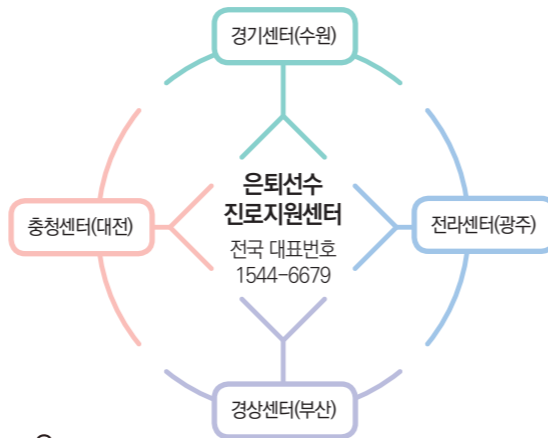 경기센터(수원)
은퇴선수
진로지원센터
충청센터(대전)
전라센터(광주)
전국 대표번호
1544-6679
경상센터(부산)